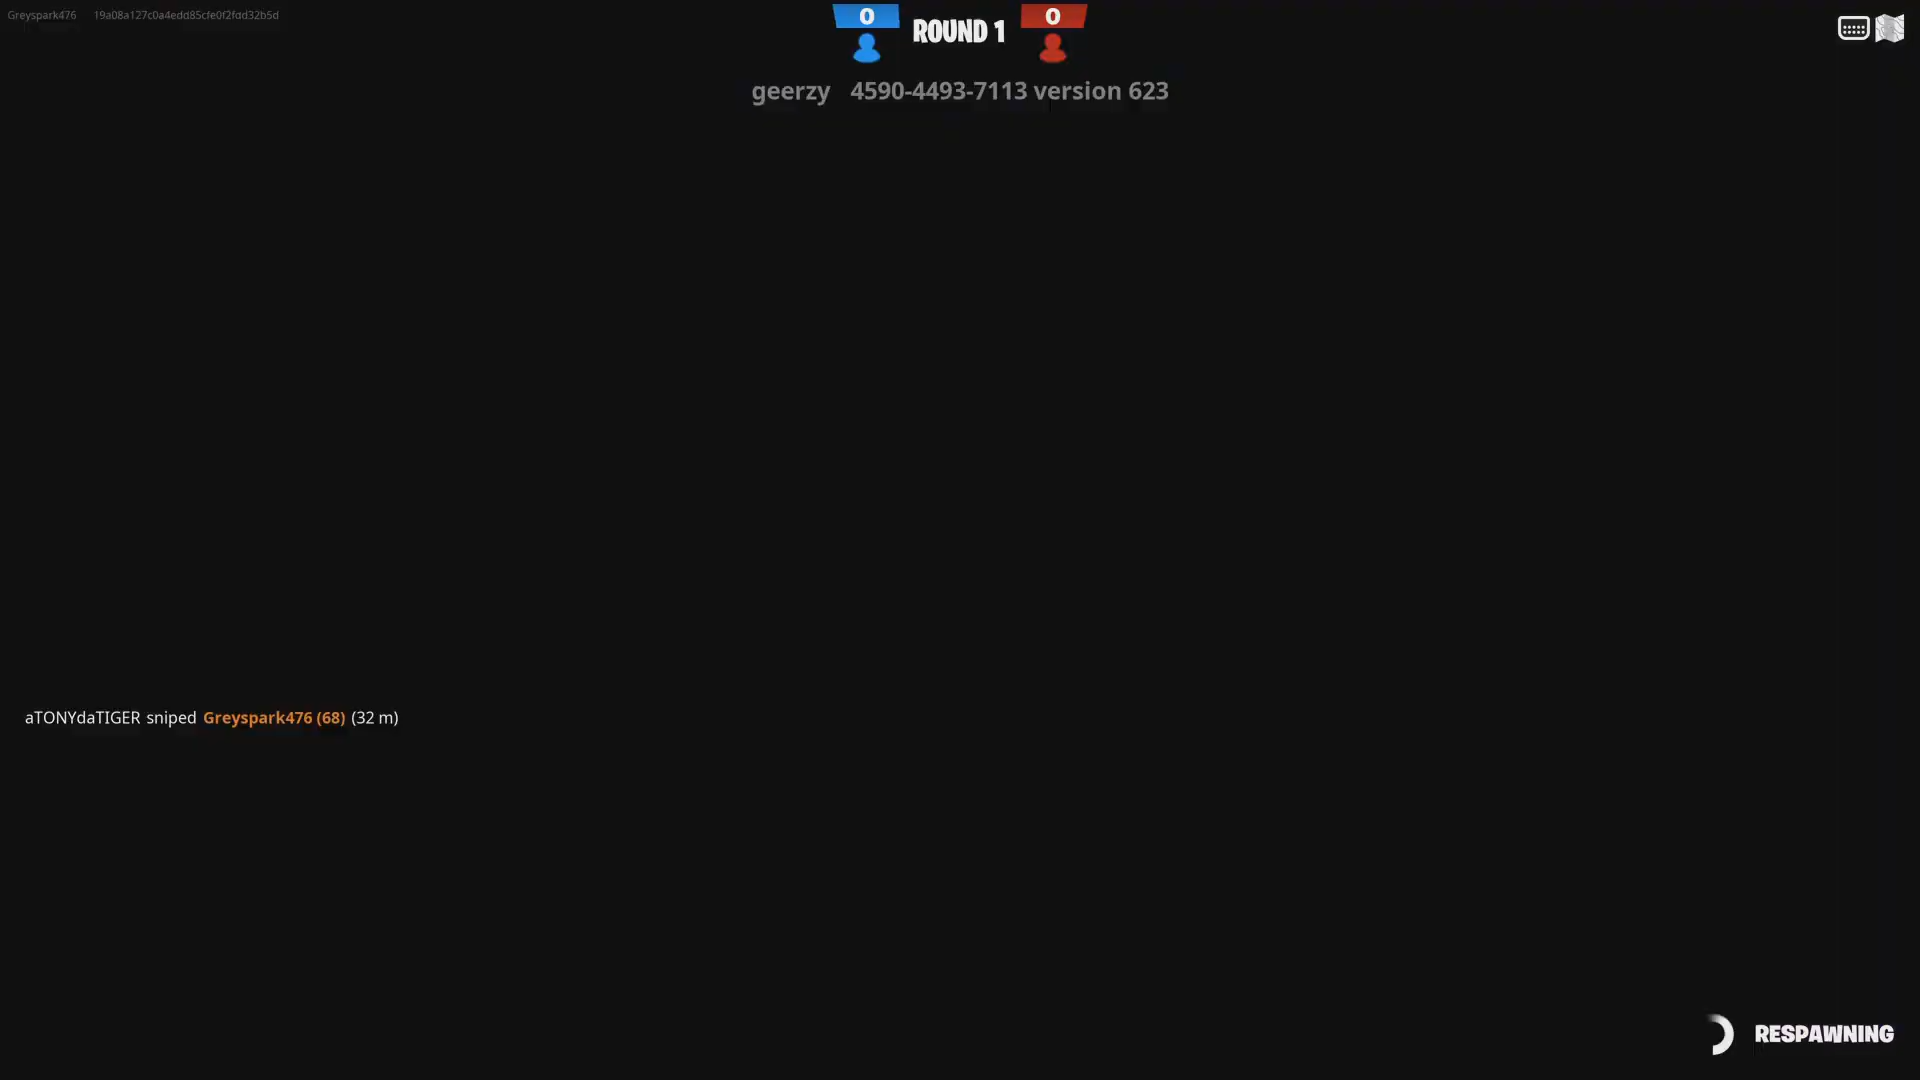 Greyspark476 19a08a127c0a4edd85cfe0f2fdd32b5d
0 ROUND 1 0
geerzy 4590-4493-7113 version 623
aTONYdaTIGER sniped Greyspark476 (68) (32 m)
RESPAWNING